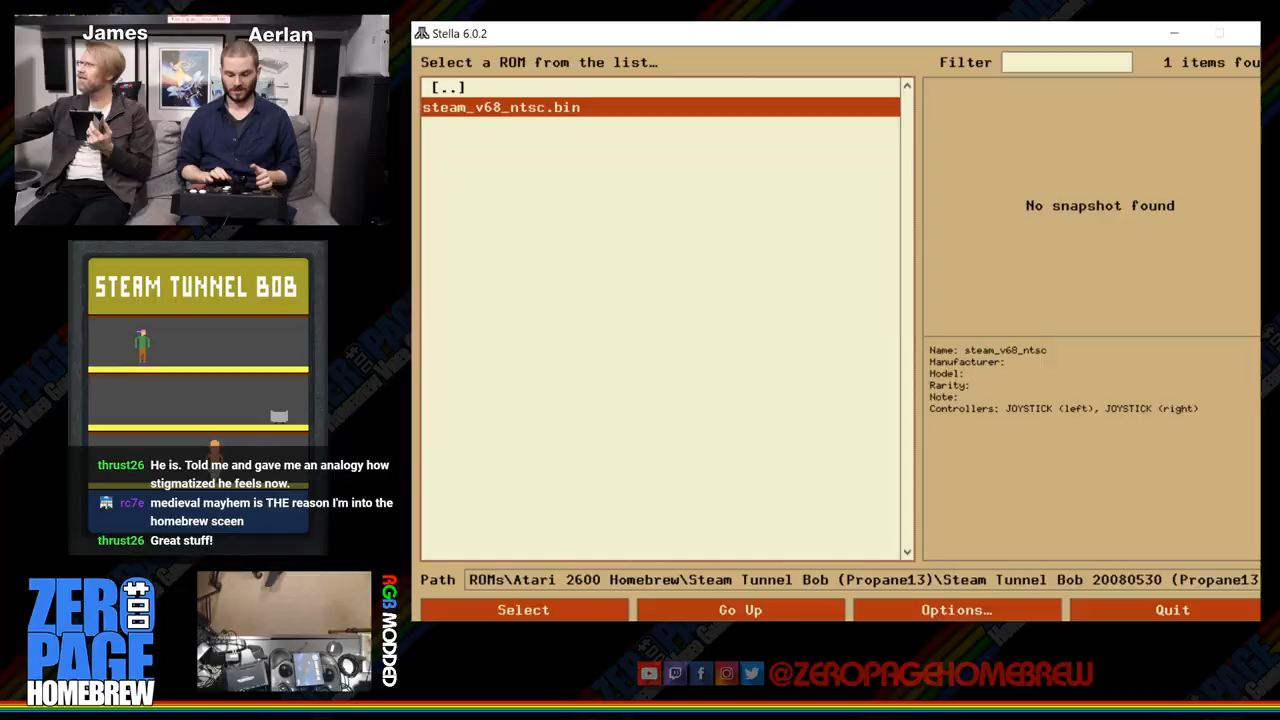 James
Aerlan
Stella 6.0.2
Select a ROM from the list…
Filter
1 items fou
[..]
steam_v68_ntsc.bin
No snapshot found
Name: steam_v68_ntsc
Manufacturer:
Model:
Rarity:
Note:
Controllers: JOYSTICK (left), JOYSTICK (right)
STEAM TUNNEL BOB
thrust26 He is. Told me and gave me an analogy how
stigmatized he feels now.
rc7e medieval mayhem is THE reason I'm into the
homebrew sceen
thrust26 Great stuff!
Path ROMs\Atari 2600 Homebrew\Steam Tunnel Bob (Propane13)\Steam Tunnel Bob 20080530 (Propane13
Select
Go Up
Options…
Quit
ZERO
PAGE
HOMEBREW
RGB MODDED
@ZEROPAGEHOMEBREW